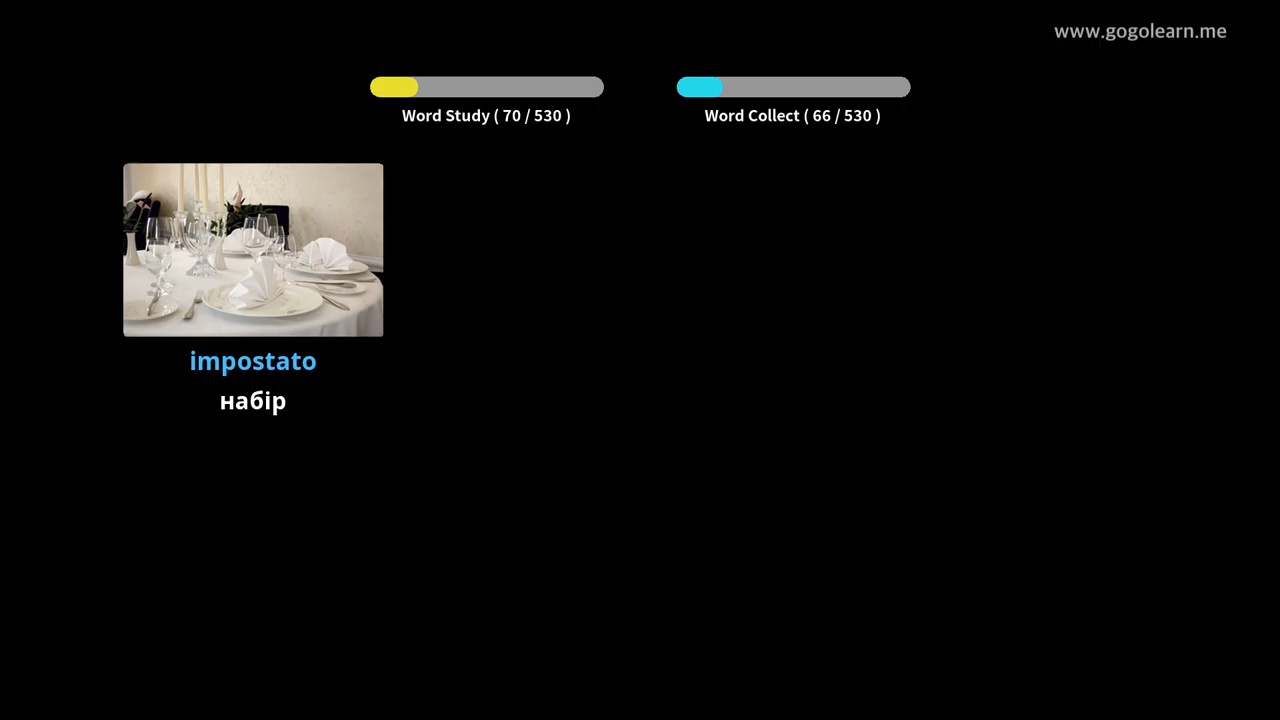 www.gogolearn.me
Word Study ( 70 / 530 )
Word Collect ( 66 / 530 )
impostato
набір